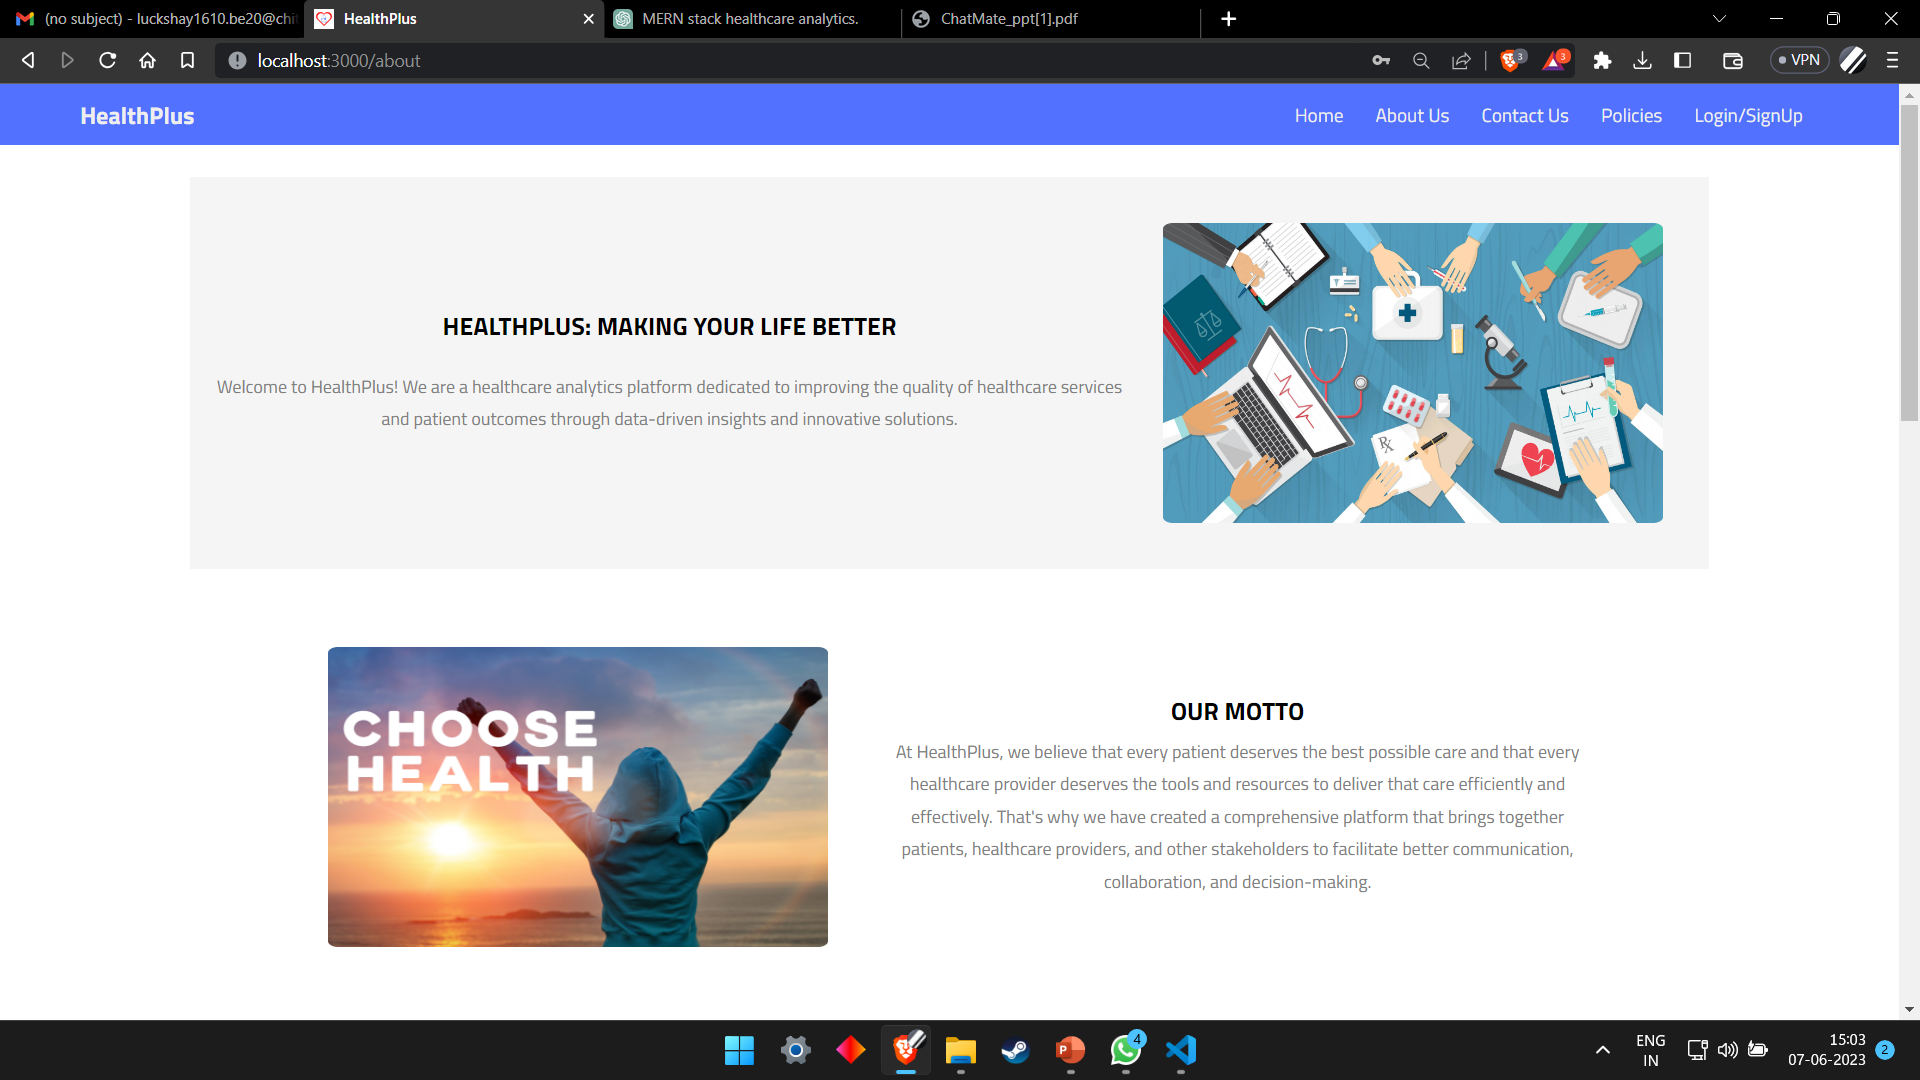 (no subject) - luckshay1610.be20@chi
HealthPlus
MERN stack healthcare analytics.
ChatMate_ppt[1].pdf
localhost:3000/about
3
3
VPN
HealthPlus
Home
About Us
Contact Us
Policies
Login/SignUp
HEALTHPLUS: MAKING YOUR LIFE BETTER
Welcome to HealthPlus! We are a healthcare analytics platform dedicated to improving the quality of healthcare services
and patient outcomes through data-driven insights and innovative solutions.
Rx
CHOOSE
HEALTH
OUR MOTTO
At HealthPlus, we believe that every patient deserves the best possible care and that every
healthcare provider deserves the tools and resources to deliver that care efficiently and
effectively. That's why we have created a comprehensive platform that brings together
patients, healthcare providers, and other stakeholders to facilitate better communication,
collaboration, and decision-making.
P
4
ENG
IN
15:03
07-06-2023
2